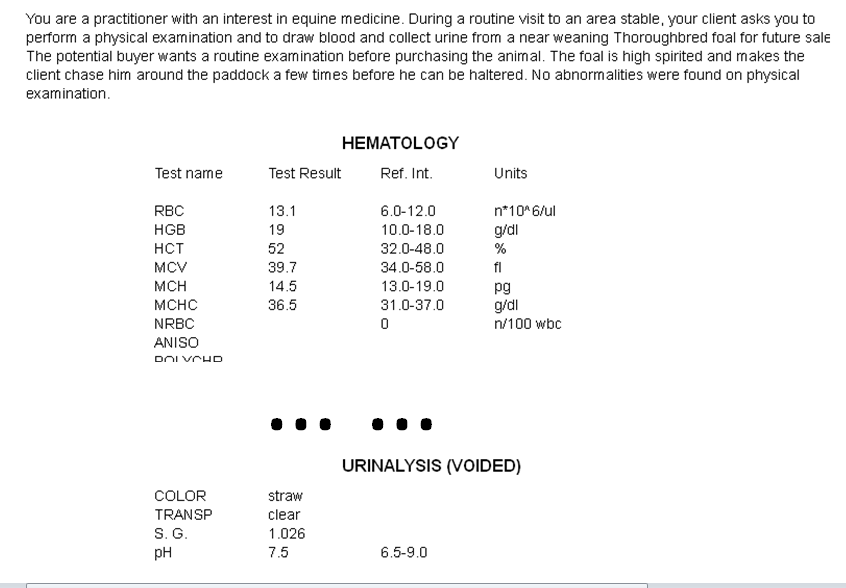 You are a practitioner with an interest in equine medicine. During a routine visit to an area stable, your client asks you to
perform a physical examination and to draw blood and collect urine from a near weaning Thoroughbred foal for future sale
The potential buyer wants a routine examination before purchasing the animal. The foal is high spirited and makes the
client chase him around the paddock a few times before he can be haltered. No abnormalities were found on physical
examination.
HEMATOLOGY
Test name Test Result Ref. Int. Units
RBC 13.1 6.0-12.0 n*10^6/ul
HGB 19 10.0-18.0 g/dl
HCT 52 32.0-48.0 %
MCV 39.7 34.0-58.0 fl
MCH 14.5 13.0-19.0 pg
MCHC 36.5 31.0-37.0 g/dl
NRBC 0 n/100 wbc
ANISO
POLYCHR
URINALYSIS (VOIDED)
COLOR straw
TRANSP clear
S. G. 1.026
pH 7.5 6.5-9.0